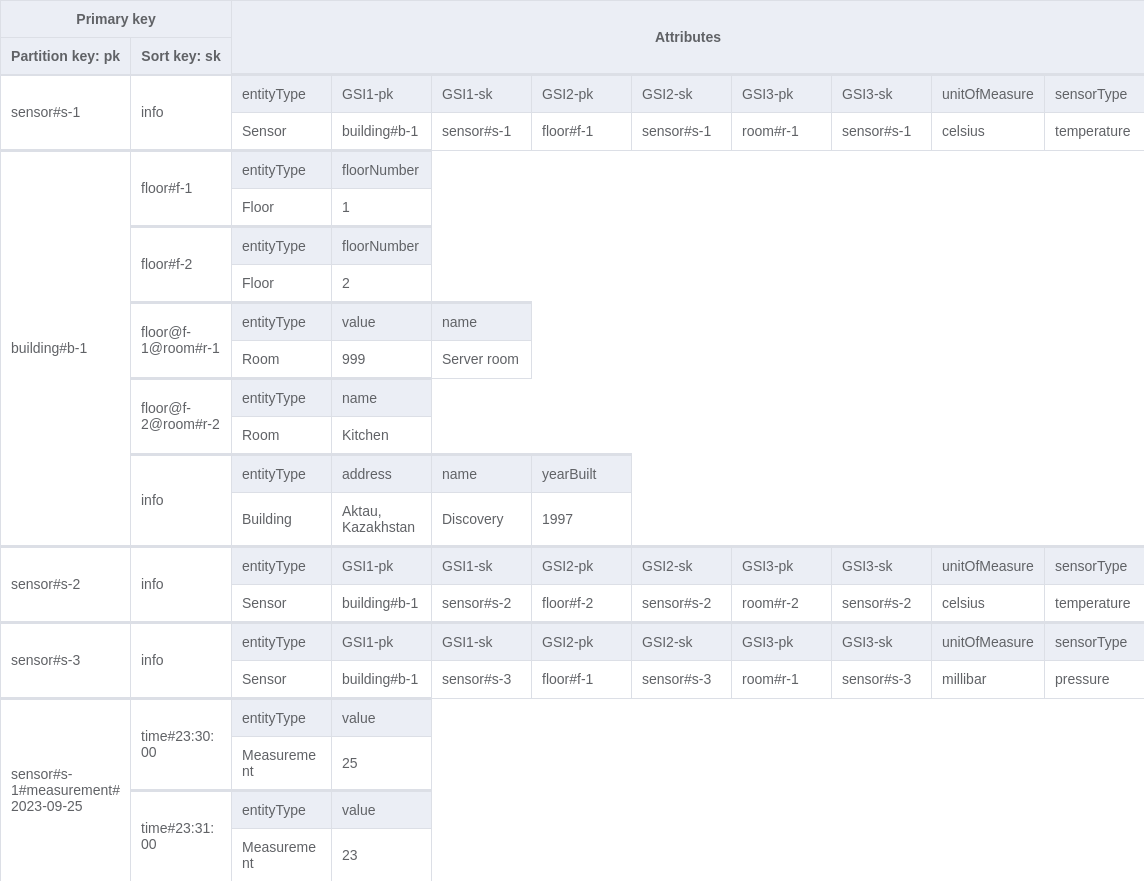 Primary key
Attributes
Partition key: pk Sort key: sk
entityType GSI1-pk GSI1-sk GSI2-pk GSI2-sk GSI3-pk GSI3-sk unitOfMeasure sensorType
sensor#s-1 info
Sensor building#b-1 sensor#s-1 floor#f-1 sensor#s-1 room#r-1 sensor#s-1 celsius temperature
building#b-1
entityType floorNumber
floor#f-1
Floor 1
entityType floorNumber
floor#f-2
Floor 2
entityType value name
floor@f-
1@room#r-1
Room 999 Server room
entityType name
floor@f-
2@room#r-2
Room Kitchen
entityType address name yearBuilt
info
Building Aktau,
Kazakhstan Discovery 1997
entityType GSI1-pk GSI1-sk GSI2-pk GSI2-sk GSI3-pk GSI3-sk unitOfMeasure sensorType
sensor#s-2 info
Sensor building#b-1 sensor#s-2 floor#f-2 sensor#s-2 room#r-2 sensor#s-2 celsius temperature
entityType GSI1-pk GSI1-sk GSI2-pk GSI2-sk GSI3-pk GSI3-sk unitOfMeasure sensorType
sensor#s-3 info
Sensor building#b-1 sensor#s-3 floor#f-1 sensor#s-3 room#r-1 sensor#s-3 millibar pressure
sensor#s-
1#measurement#
2023-09-25
entityType value
time#23:30:
00
Measureme
nt 25
entityType value
time#23:31:
00
Measureme
nt 23